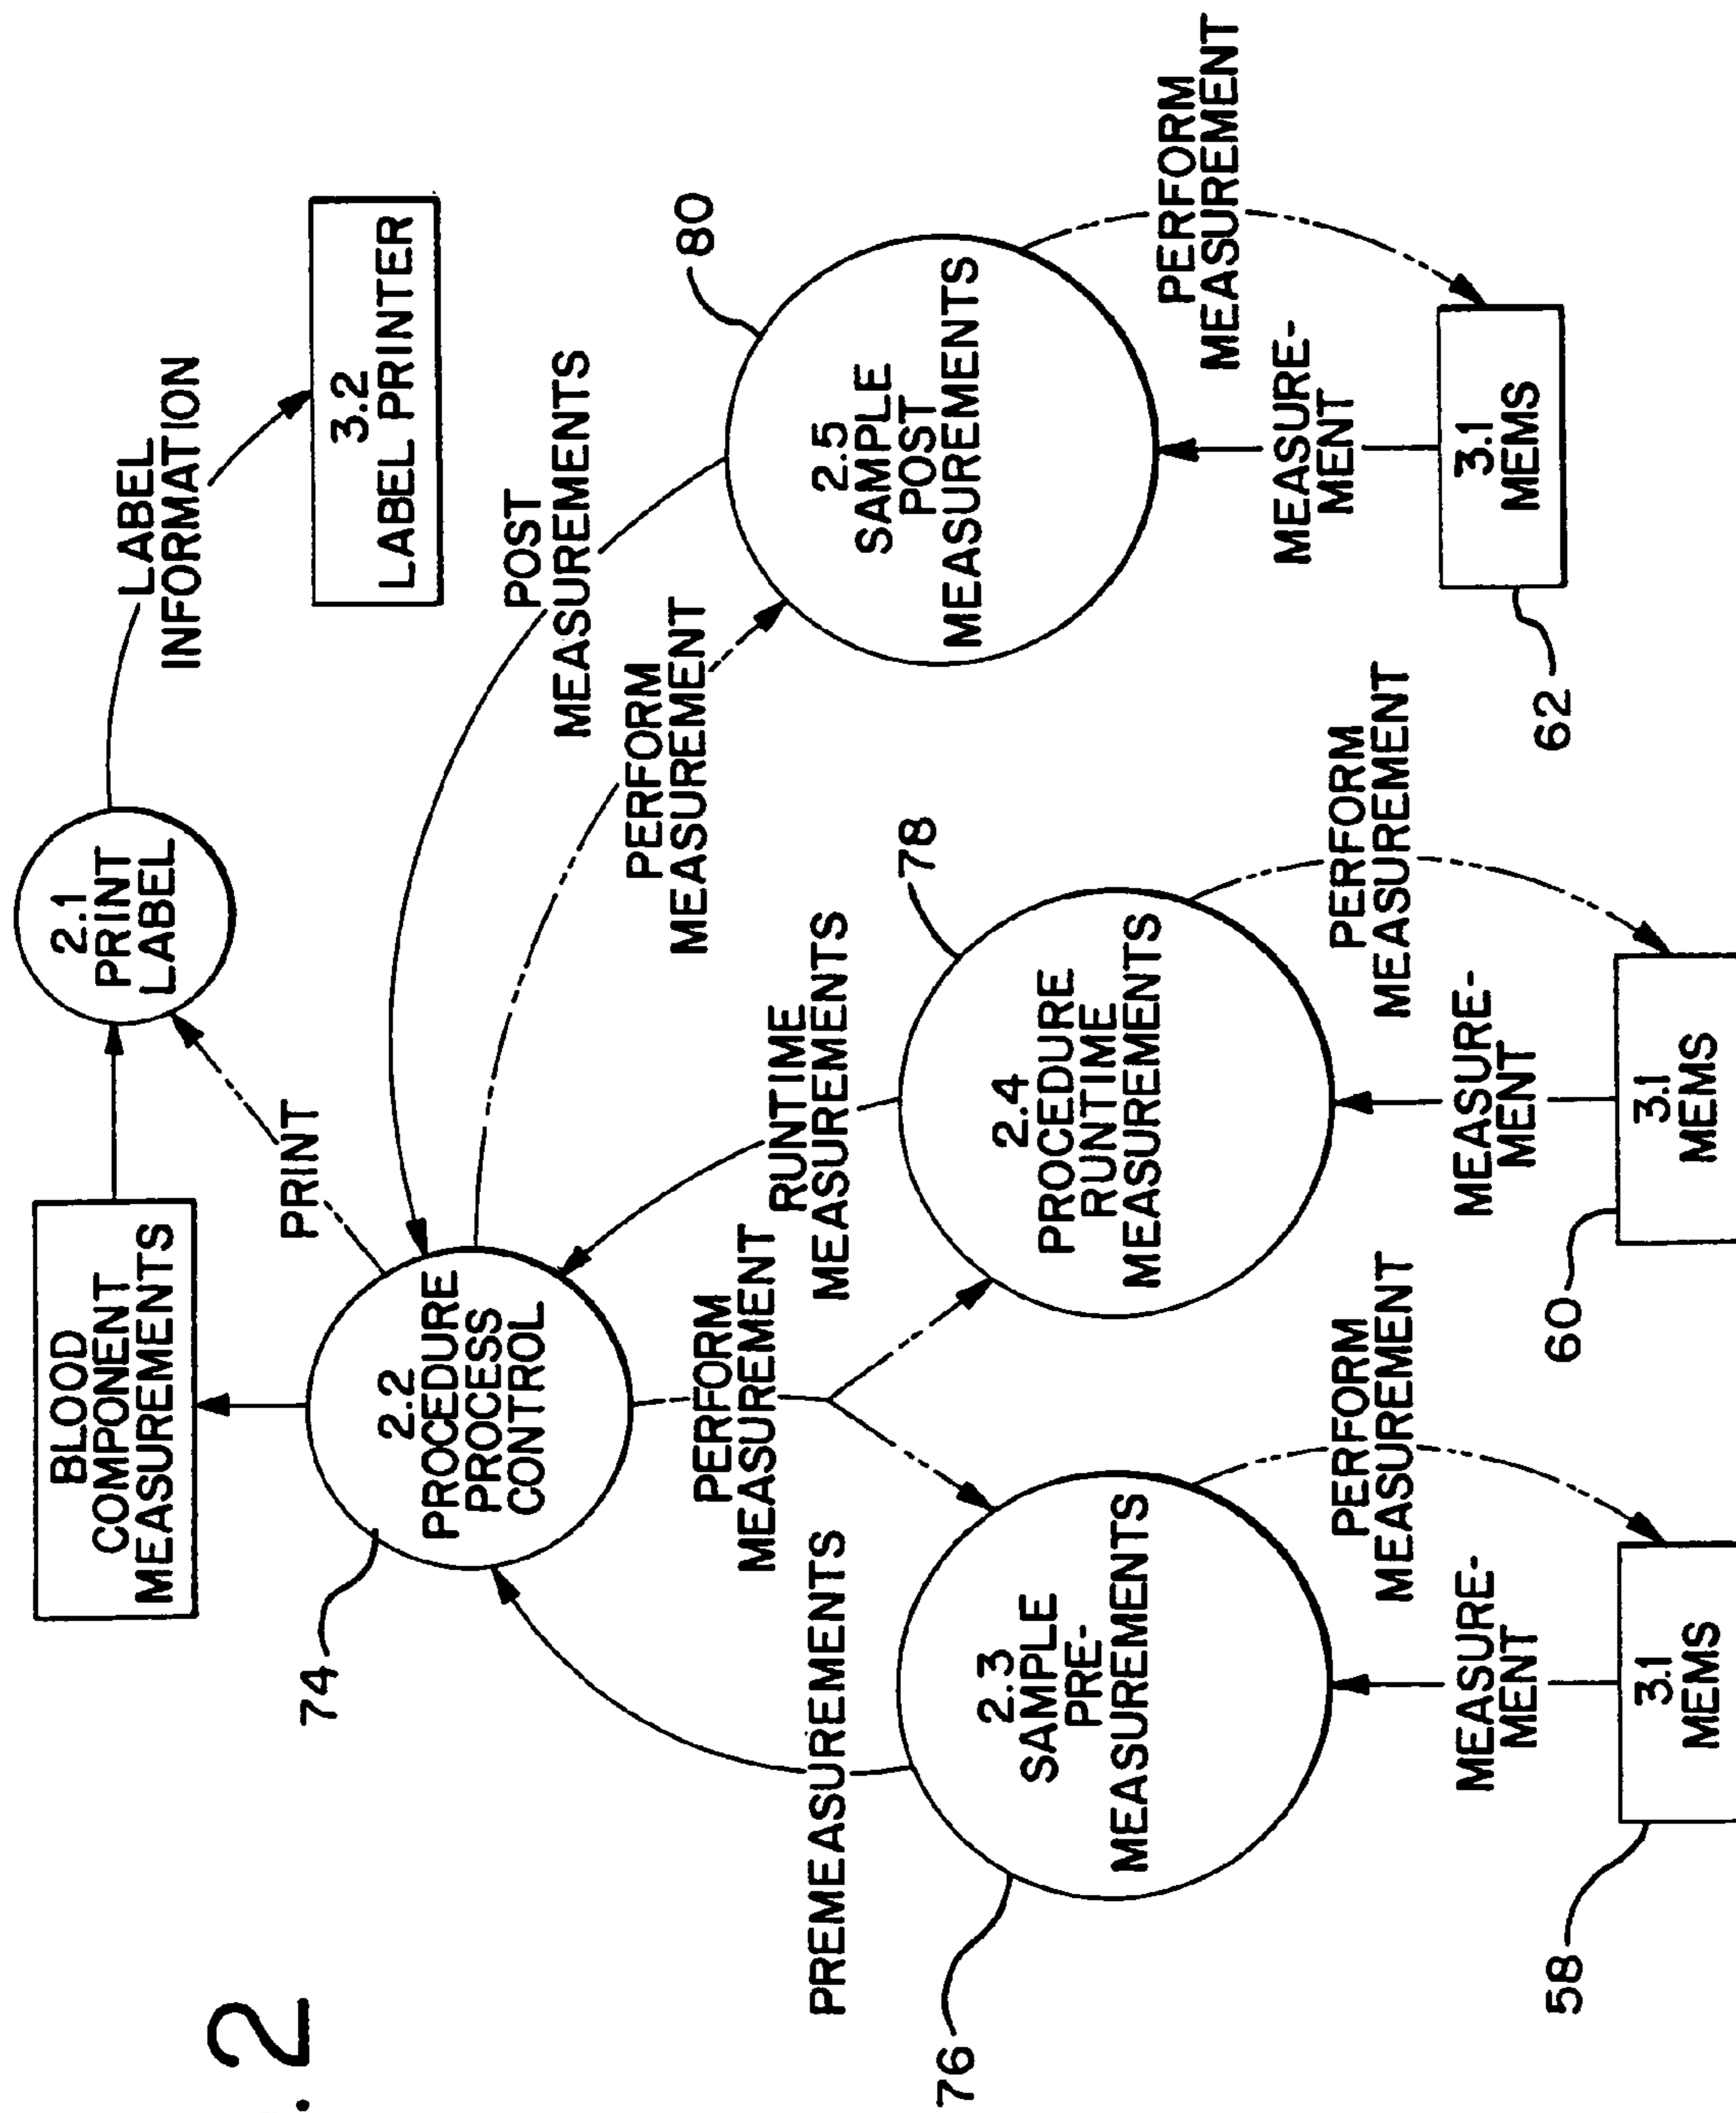 . 2
BLOOD
COMPONENT
MEASUREMENTS
2.1
PRINT
LABEL
LABEL
INFORMATION
3.2
LABEL PRINTER
PRINT
74
2.2
PROCEDURE
PROCESS
CONTROL
POST
MEASUREMENTS
PERFORM
MEASUREMENT
80
2.5
SAMPLE
POST
MEASUREMENTS
PERFORM
MEASUREMENT
MEASURE-
MENT
3.1
MEMS
62
PREMEASUREMENTS
PERFORM
MEASUREMENT
RUNTIME
MEASUREMENTS
76
2.3
SAMPLE
PRE-
MEASUREMENTS
78
2.4
PROCEDURE
RUNTIME
MEASUREMENTS
MEASURE-
MENT
PERFORM
MEASUREMENT
MEASURE-
MENT
PERFORM
MEASUREMENT
58
3.1
MEMS
60
3.1
MEMS